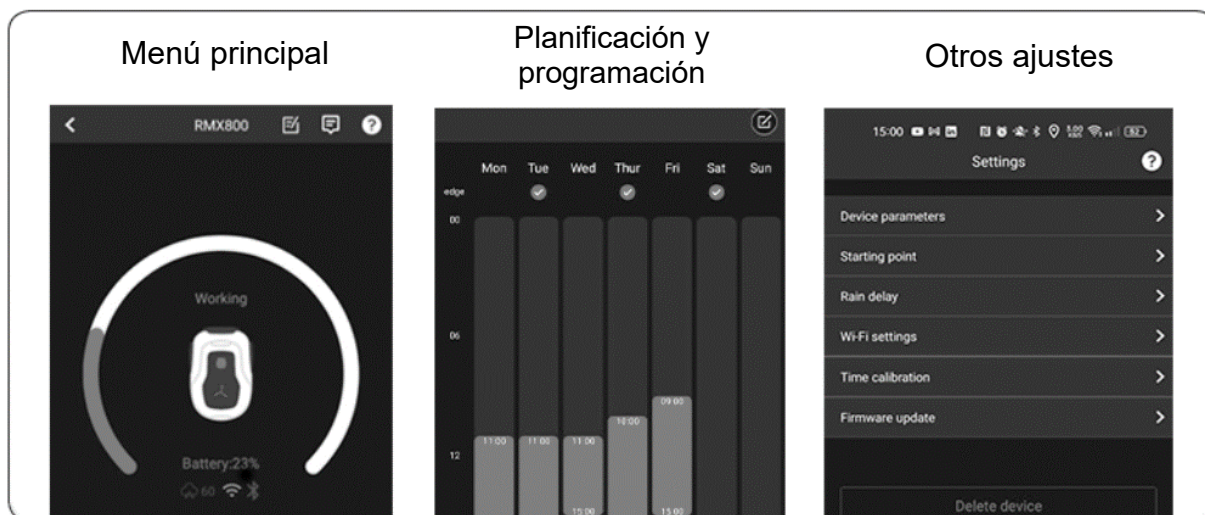 Menú principal
Planificación y
programación
Otros ajustes
RMX800
Working
Battery:23%
60
Mon Tue Wed Thur Fri Sat Sun
edge
00
06
09:00
10:00
11:00 11:00 11:00
12
15:00 15:00
15:00
Settings
Device parameters
Starting point
Rain delay
Wi-Fi settings
Time calibration
Firmware update
Delete device